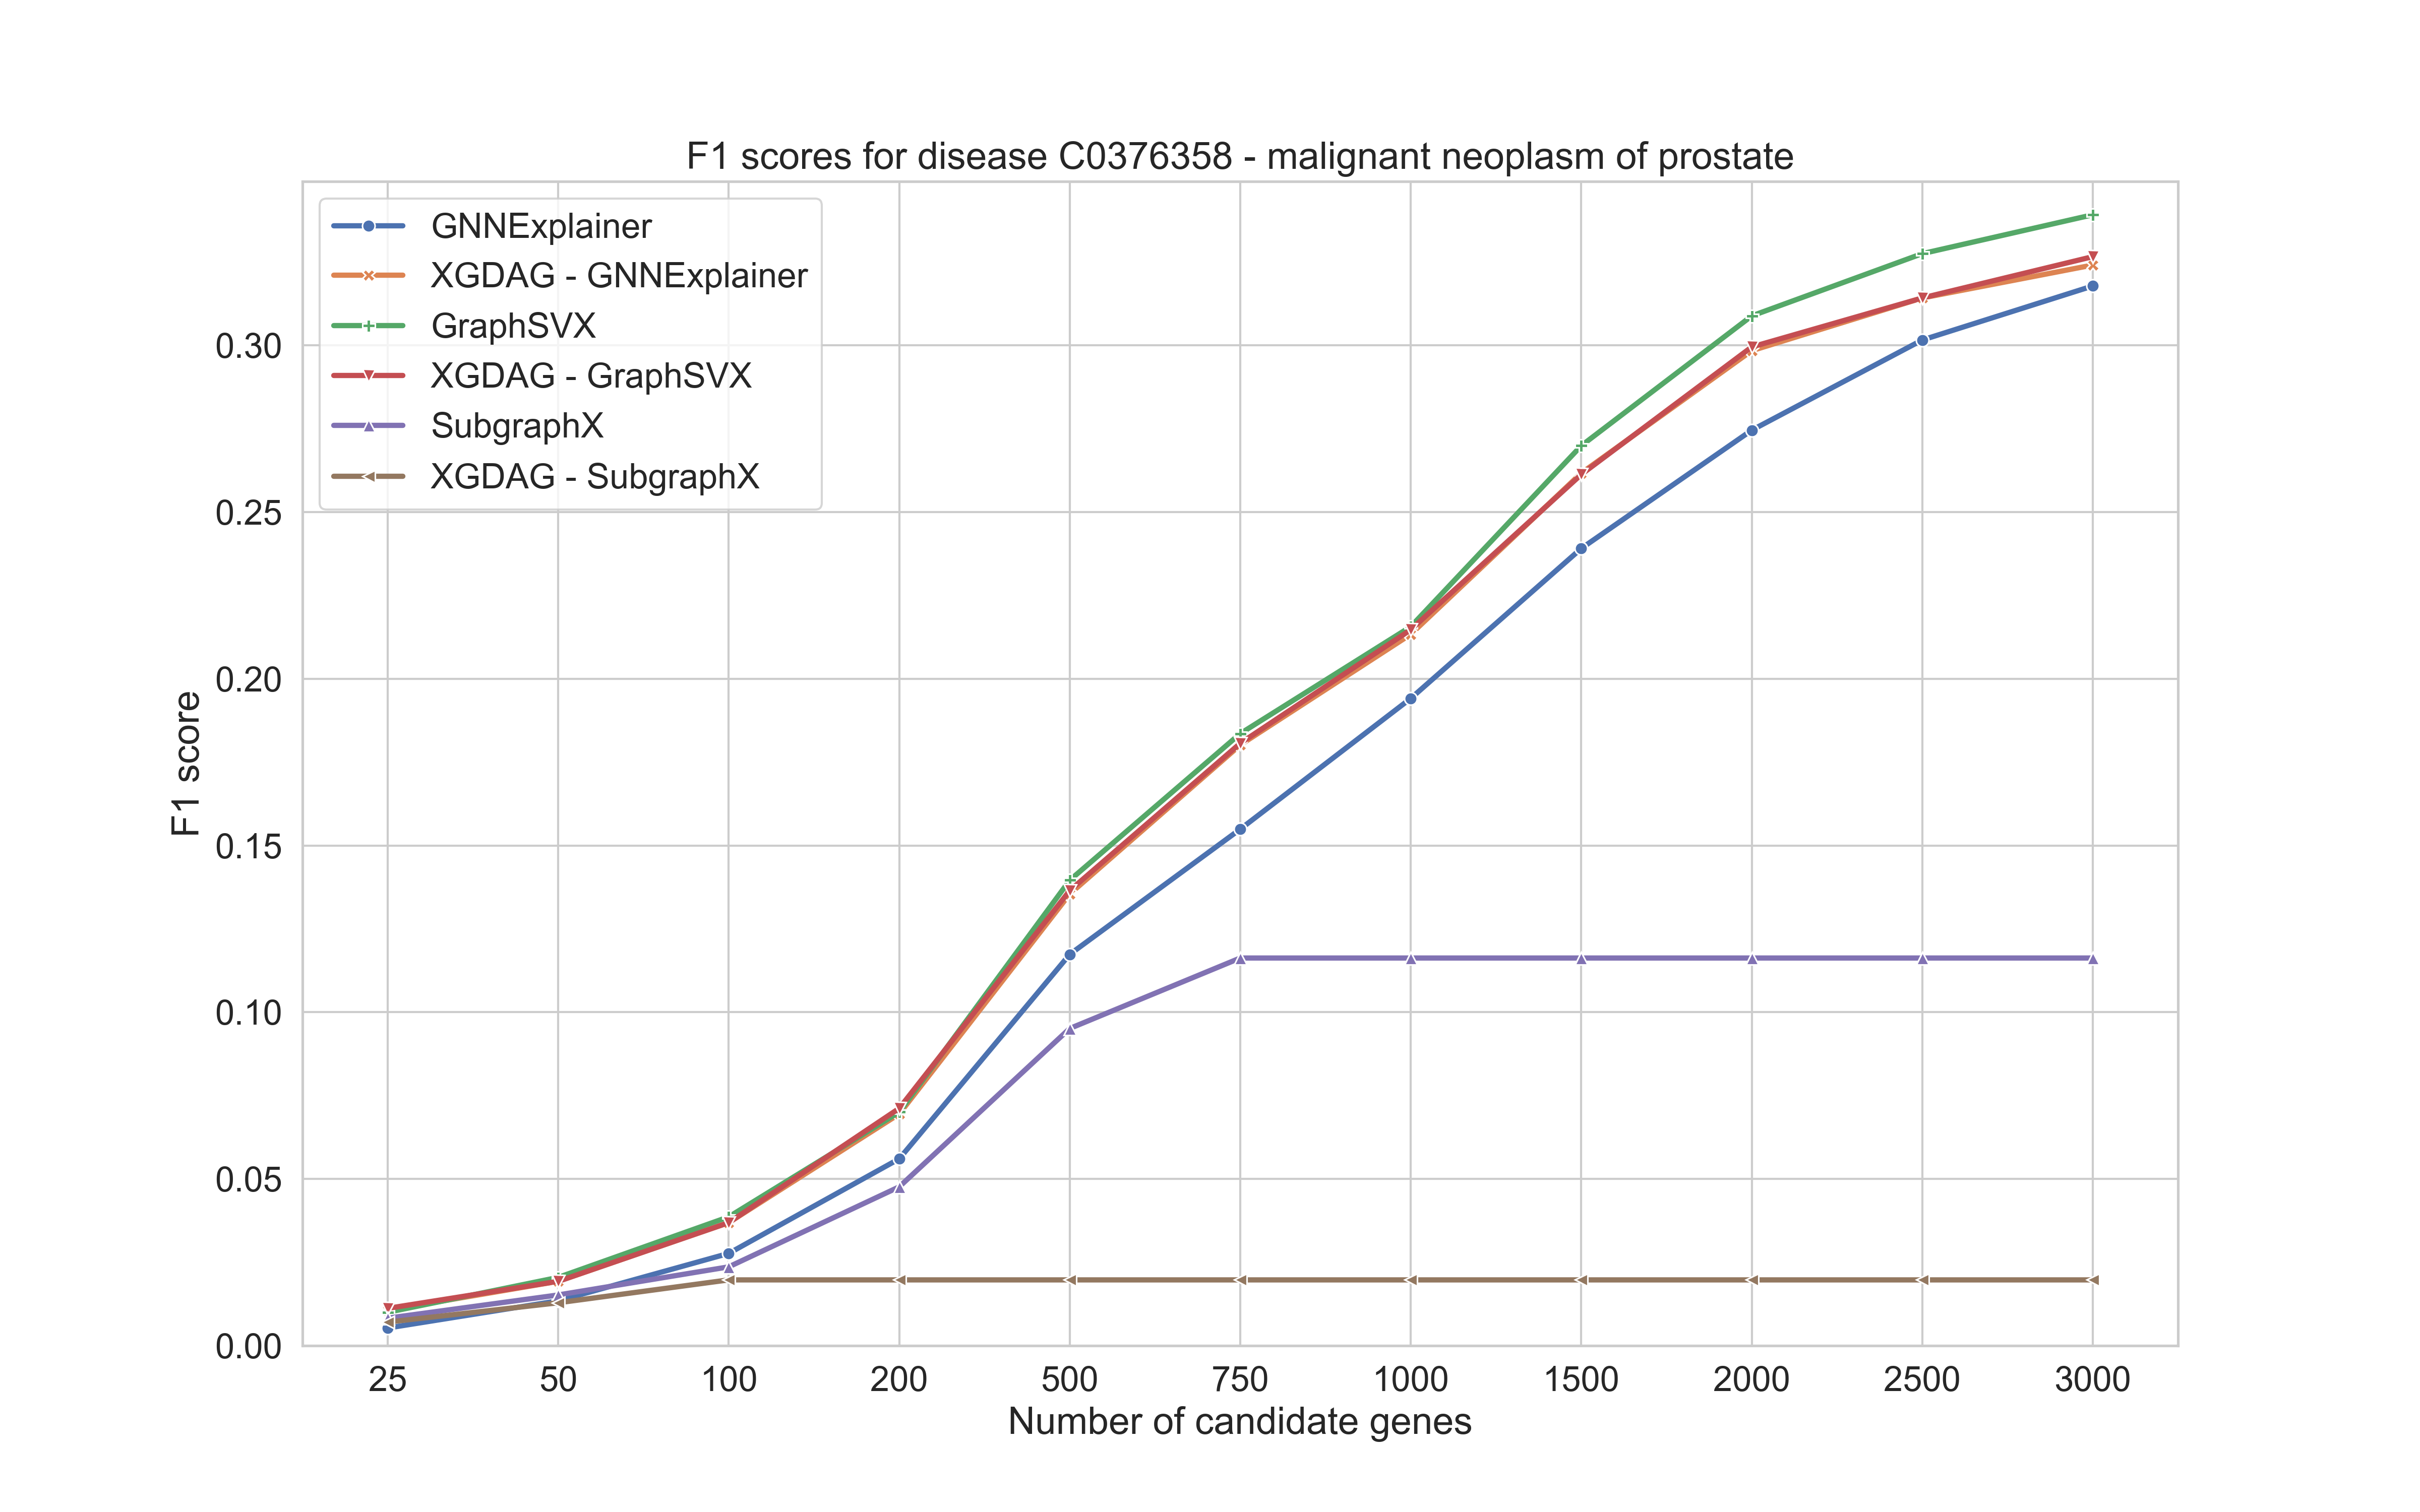 F1 scores for disease C0376358 - malignant neoplasm of prostate
GNNExplainer
XGDAG - GNNExplainer
GraphSVX
XGDAG - GraphSVX
SubgraphX
XGDAG - SubgraphX
0.30
0.25
0.20
0.15
0.10
0.05
0.00
F1 score
25 50 100 200 500 750 1000 1500 2000 2500 3000
Number of candidate genes